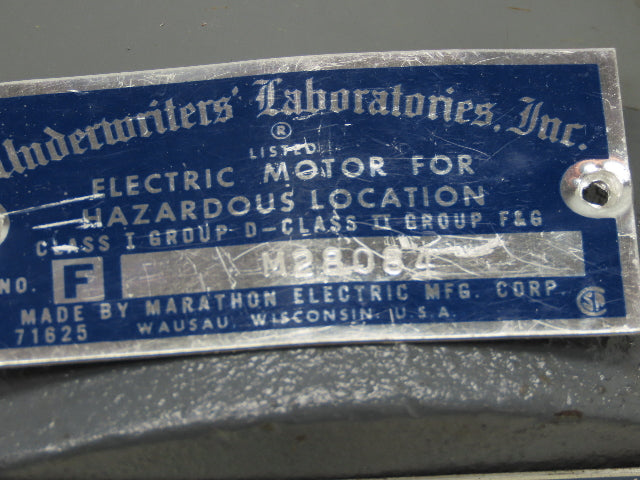 Underwriters' Laboratories, Inc.
®
LISTED
ELECTRIC MOTOR FOR
HAZARDOUS LOCATION
CLASS I GROUP D-CLASS II GROUP F&G
NO. F M28084
MADE BY MARATHON ELECTRIC MFG. CORP.
71625 WAUSAU, WISCONSIN, U.S.A.